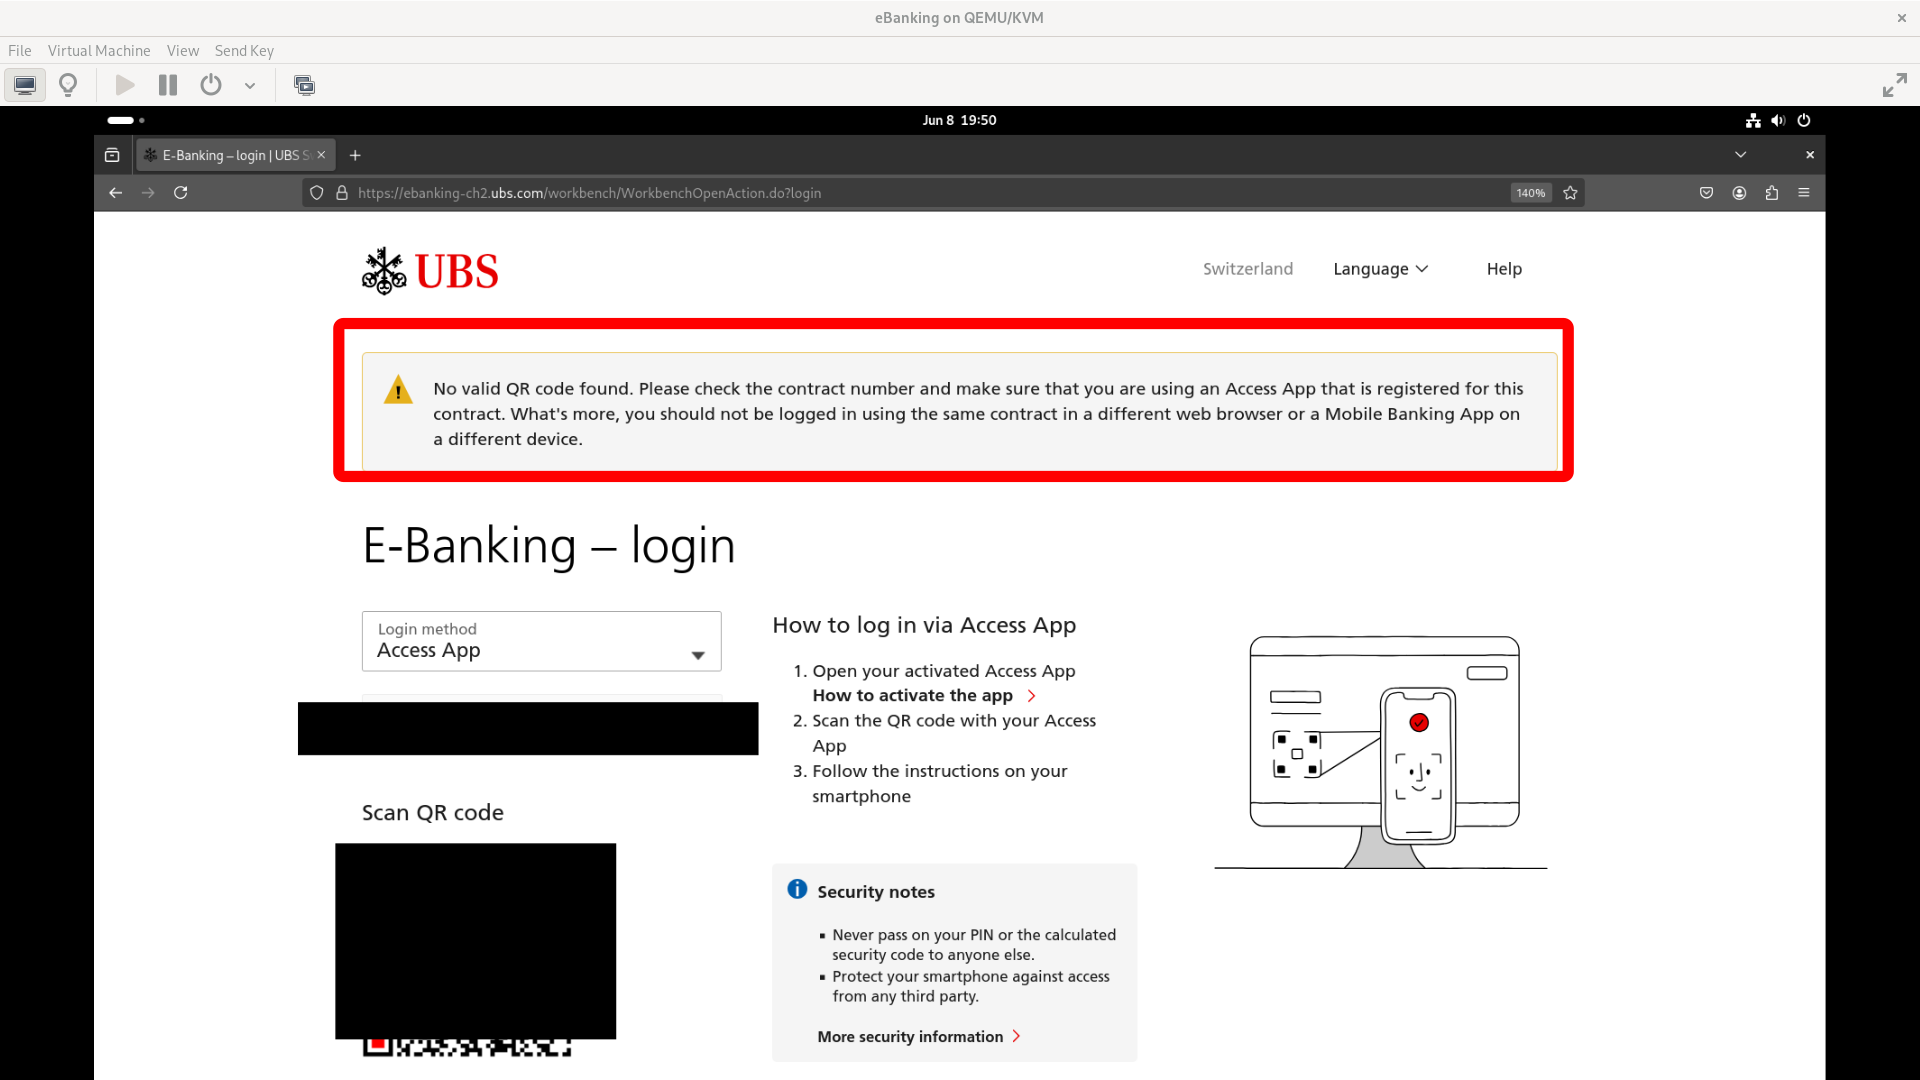 eBanking on QEMU/KVM
File Virtual Machine View Send Key
Jun 8 19:50
E-Banking – login | UBS S
https://ebanking-ch2.ubs.com/workbench/WorkbenchOpenAction.do?login
140%
UBS
Switzerland
Language
Help
No valid QR code found. Please check the contract number and make sure that you are using an Access App that is registered for this
contract. What's more, you should not be logged in using the same contract in a different web browser or a Mobile Banking App on
a different device.
E-Banking – login
Login method
Access App
Scan QR code
How to log in via Access App
1. Open your activated Access App
How to activate the app
2. Scan the QR code with your Access
App
3. Follow the instructions on your
smartphone
Security notes
Never pass on your PIN or the calculated
security code to anyone else.
Protect your smartphone against access
from any third party.
More security information